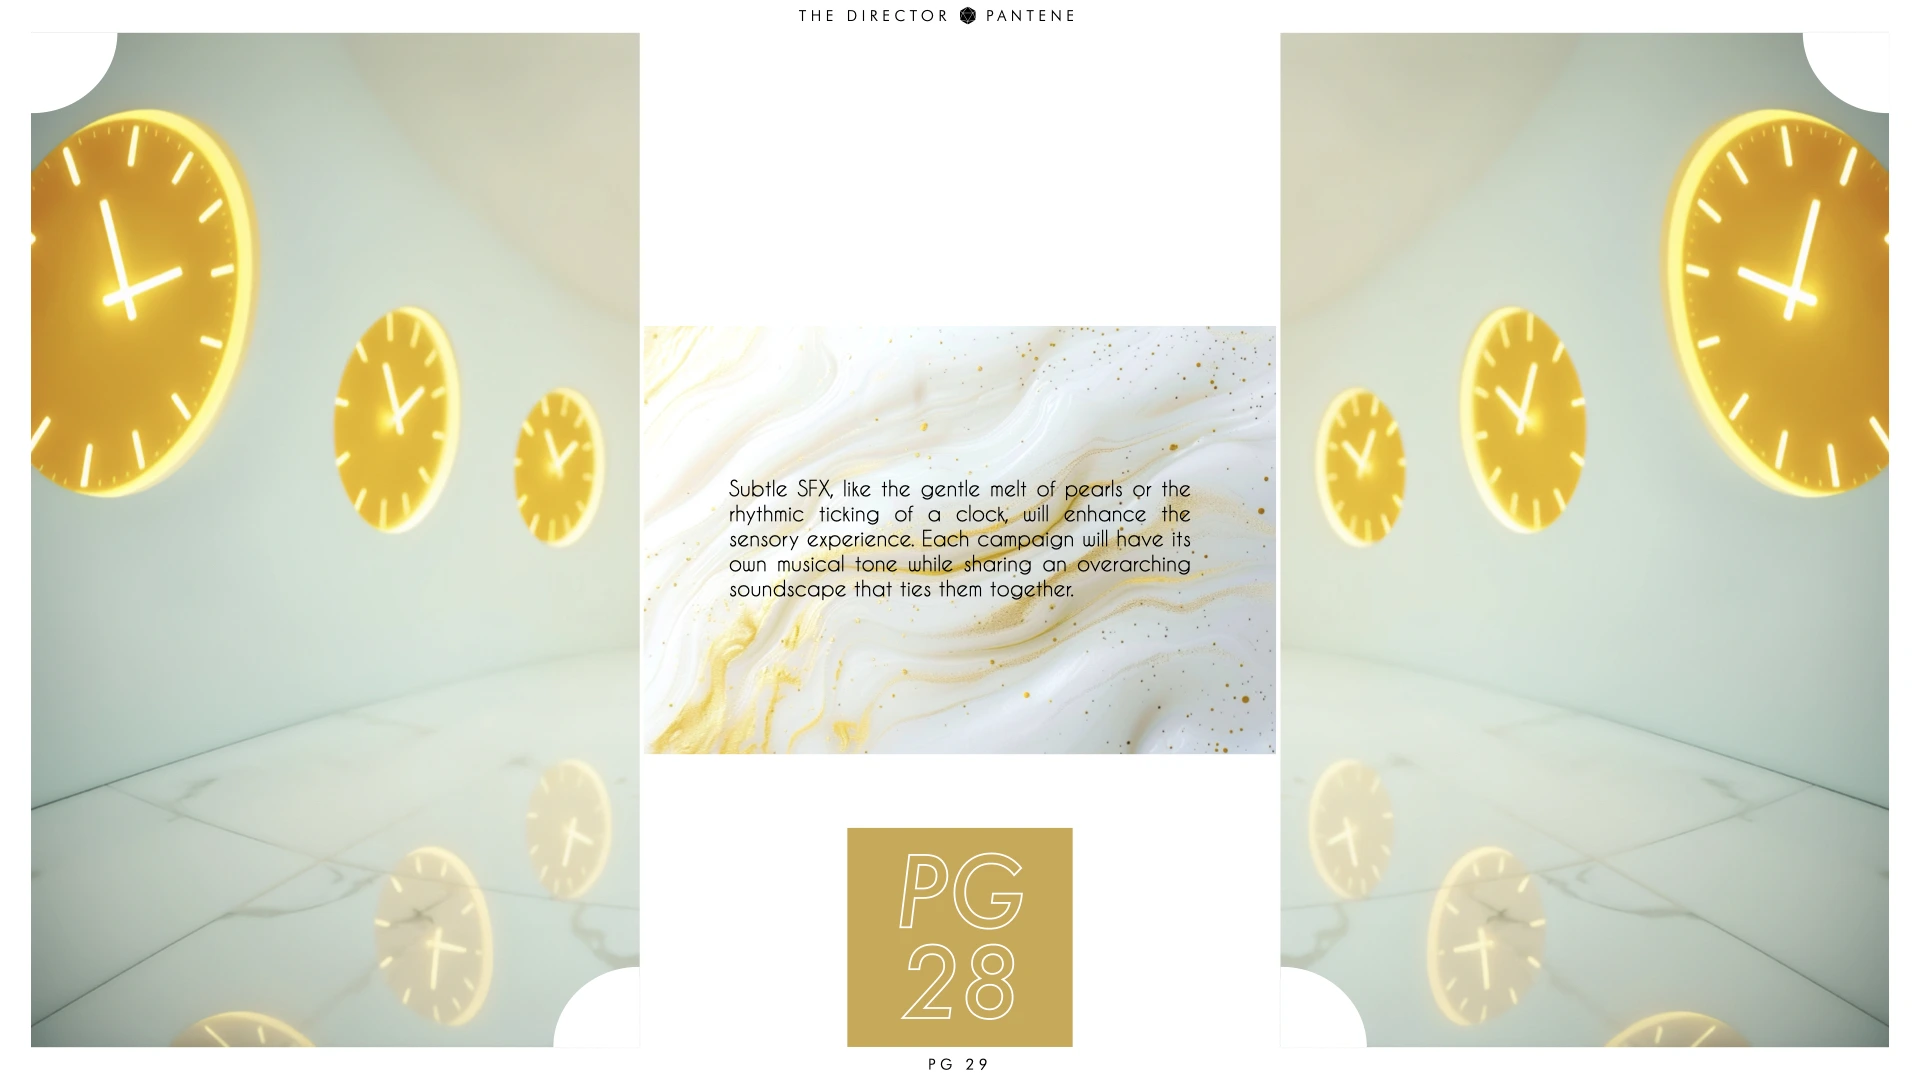 THE DIRECTOR PANTENE
Subtle SFX, like the gentle melt of pearls or the
rhythmic ticking of a clock, will enhance the
sensory experience. Each campaign will have its
own musical tone while sharing an overarching
soundscape that ties them together.
PG
28
PG 29